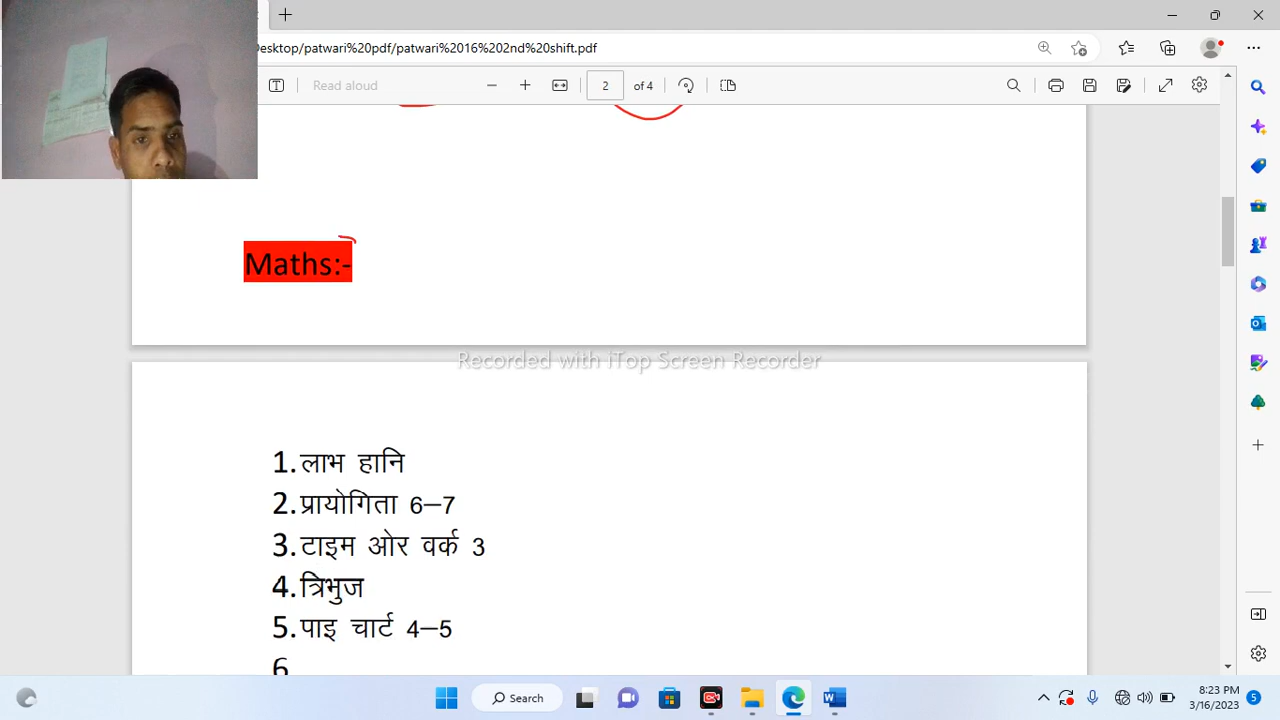 Desktop/patwari%20pdf/patwari%2016%202nd%20shift.pdf
Read aloud
2
of 4
Maths:-
Recorded with iTop Screen Recorder
1. लाभ हानि
2. प्रायोगिता 6–7
3. टाइम ओर वर्क 3
4. त्रिभुज
5. पाइ चार्ट 4–5
6
Search
8:23 PM
3/16/2023
5